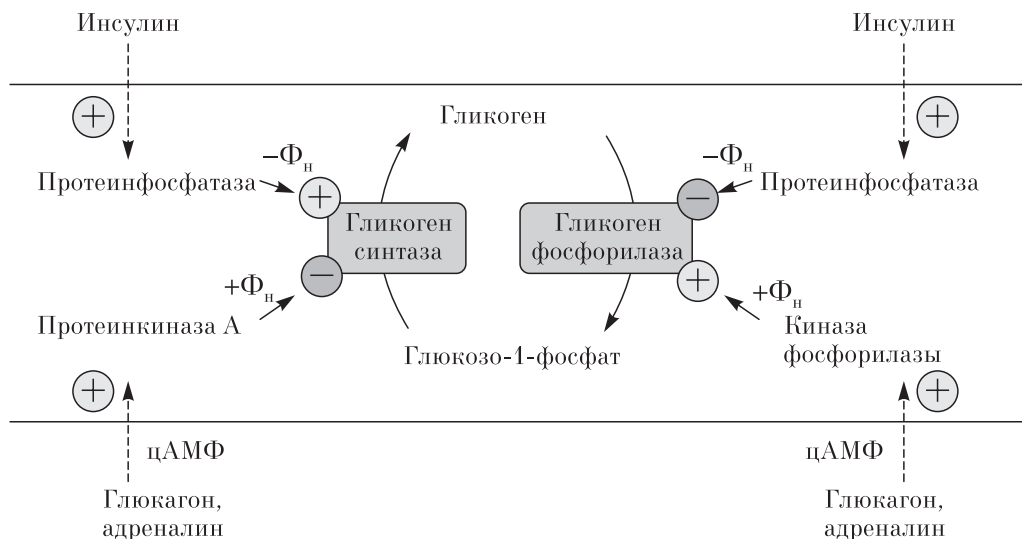 Инсулин Инсулин
+ +
Гликоген
–Фн –Фн
Протеинфосфатаза Протеинфосфатаза
+ –
Гликоген Гликоген
синтаза фосфорилаза
– +
+Фн +Фн
Протеинкиназа А Киназа
фосфорилазы
Глюкозо-1-фосфат
+ +
цАМФ цАМФ
Глюкагон, Глюкагон,
адреналин адреналин